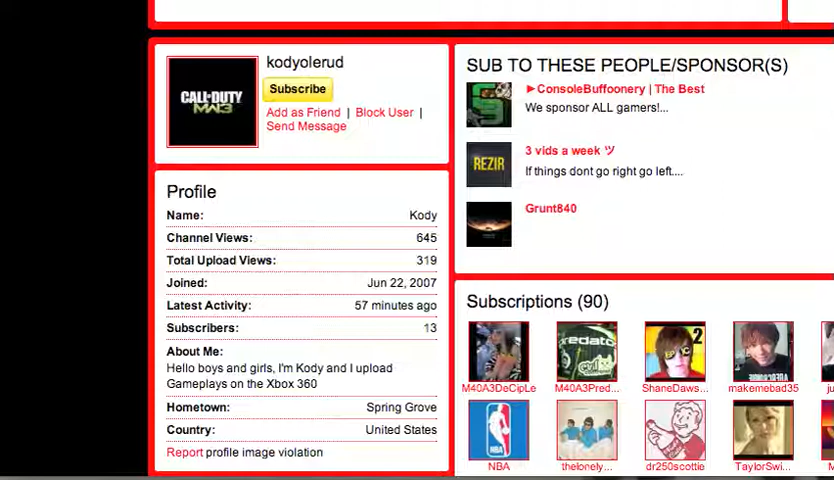 kodyolerud
Subscribe
Add as Friend | Block User |
Send Message
CALL OF DUTY
MW3
Profile
Name: Kody
Channel Views: 645
Total Upload Views: 319
Joined: Jun 22, 2007
Latest Activity: 57 minutes ago
Subscribers: 13
About Me:
Hello boys and girls, I'm Kody and I upload
Gameplays on the Xbox 360
Hometown: Spring Grove
Country: United States
Report profile image violation
SUB TO THESE PEOPLE/SPONSOR(S)
►ConsoleBuffoonery | The Best
We sponsor ALL gamers!...
REZIR
3 vids a week ツ
If things dont go right go left....
Grunt840
Subscriptions (90)
2
M40A3DeCipLe M40A3Pred... ShaneDaws... makemebad35
NBA thelonely... dr250scottie TaylorSwi...